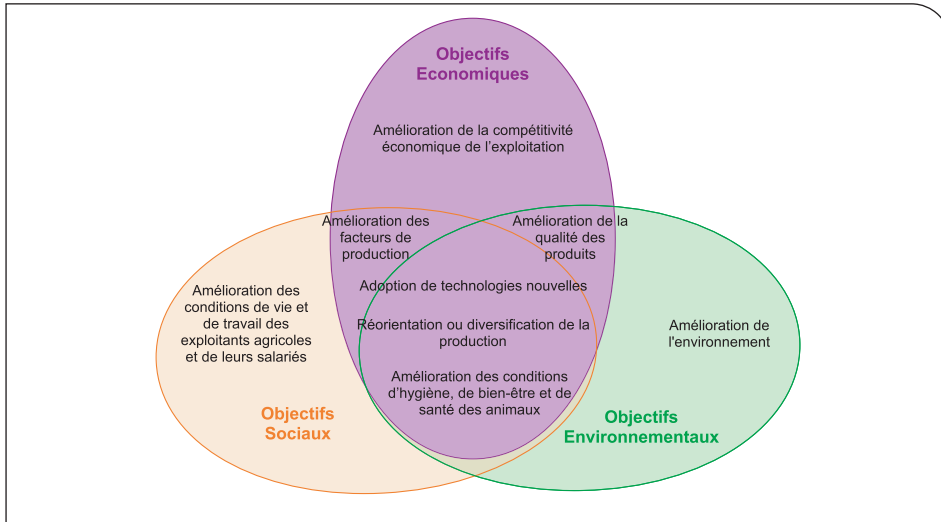 Objectifs
Economiques
Amélioration de la compétitivité
économique de l'exploitation
Amélioration des
facteurs de
production
Amélioration de la
qualité des
produits
Adoption de technologies nouvelles
Amélioration des
conditions de vie et
de travail des
exploitants agricoles
et de leurs salariés
Réorientation ou diversification de la
production
Amélioration de
l'environnement
Amélioration des conditions
d'hygiène, de bien-être et de
santé des animaux
Objectifs
Sociaux
Objectifs
Environnementaux